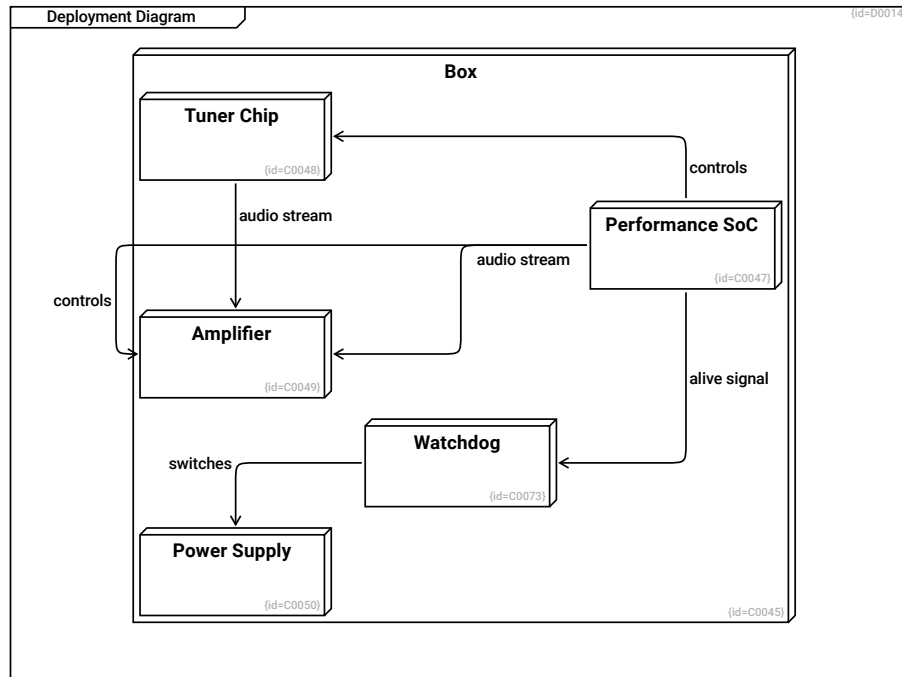 Deployment Diagram
{id=D0014
Box
Tuner Chip
{id=C0048}
controls
audio stream
Performance SoC
audio stream
{id=C0047}
controls
Amplifier
{id=C0049}
alive signal
Watchdog
switches
{id=C0073}
Power Supply
{id=C0050}
{id=C0045}